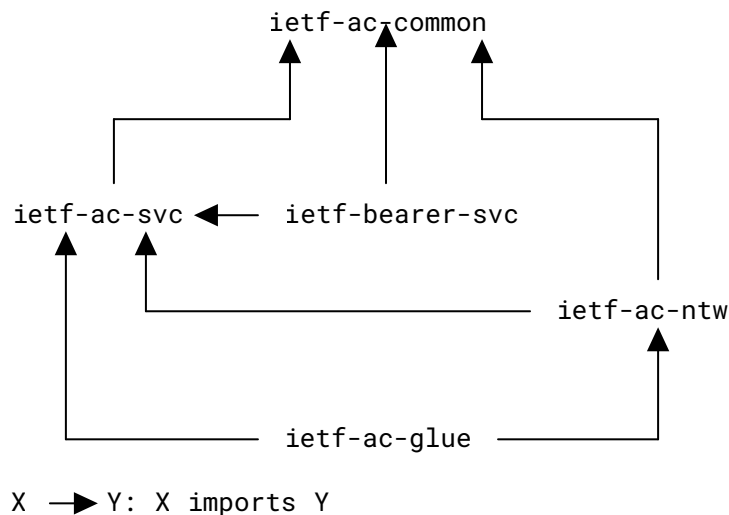 ietf-ac-common
ietf-ac-svc ietf-bearer-svc
ietf-ac-ntw
ietf-ac-glue
X Y: X imports Y